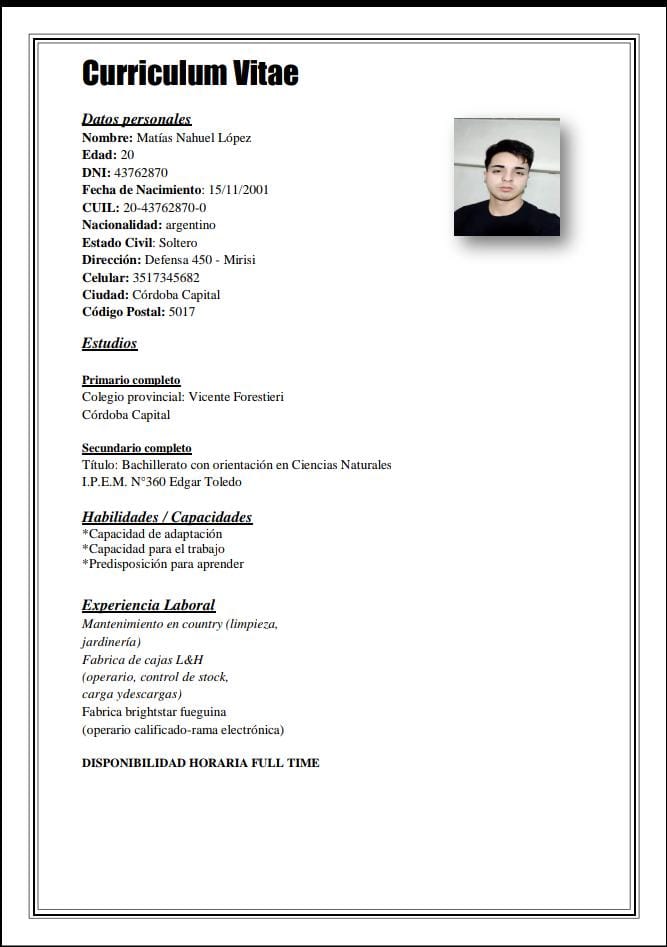 Curriculum Vitae
Datos personales
Nombre: Matías Nahuel López
Edad: 20
DNI: 43762870
Fecha de Nacimiento: 15/11/2001
CUIL: 20-43762870-0
Nacionalidad: argentino
Estado Civil: Soltero
Dirección: Defensa 450 - Mirisi
Celular: 3517345682
Ciudad: Córdoba Capital
Código Postal: 5017
Estudios
Primario completo
Colegio provincial: Vicente Forestieri
Córdoba Capital
Secundario completo
Título: Bachillerato con orientación en Ciencias Naturales
I.P.E.M. N°360 Edgar Toledo
Habilidades / Capacidades
*Capacidad de adaptación
*Capacidad para el trabajo
*Predisposición para aprender
Experiencia Laboral
Mantenimiento en country (limpieza,
jardinería)
Fabrica de cajas L&H
(operario, control de stock,
carga ydescargas)
Fabrica brightstar fueguina
(operario calificado-rama electrónica)
DISPONIBILIDAD HORARIA FULL TIME